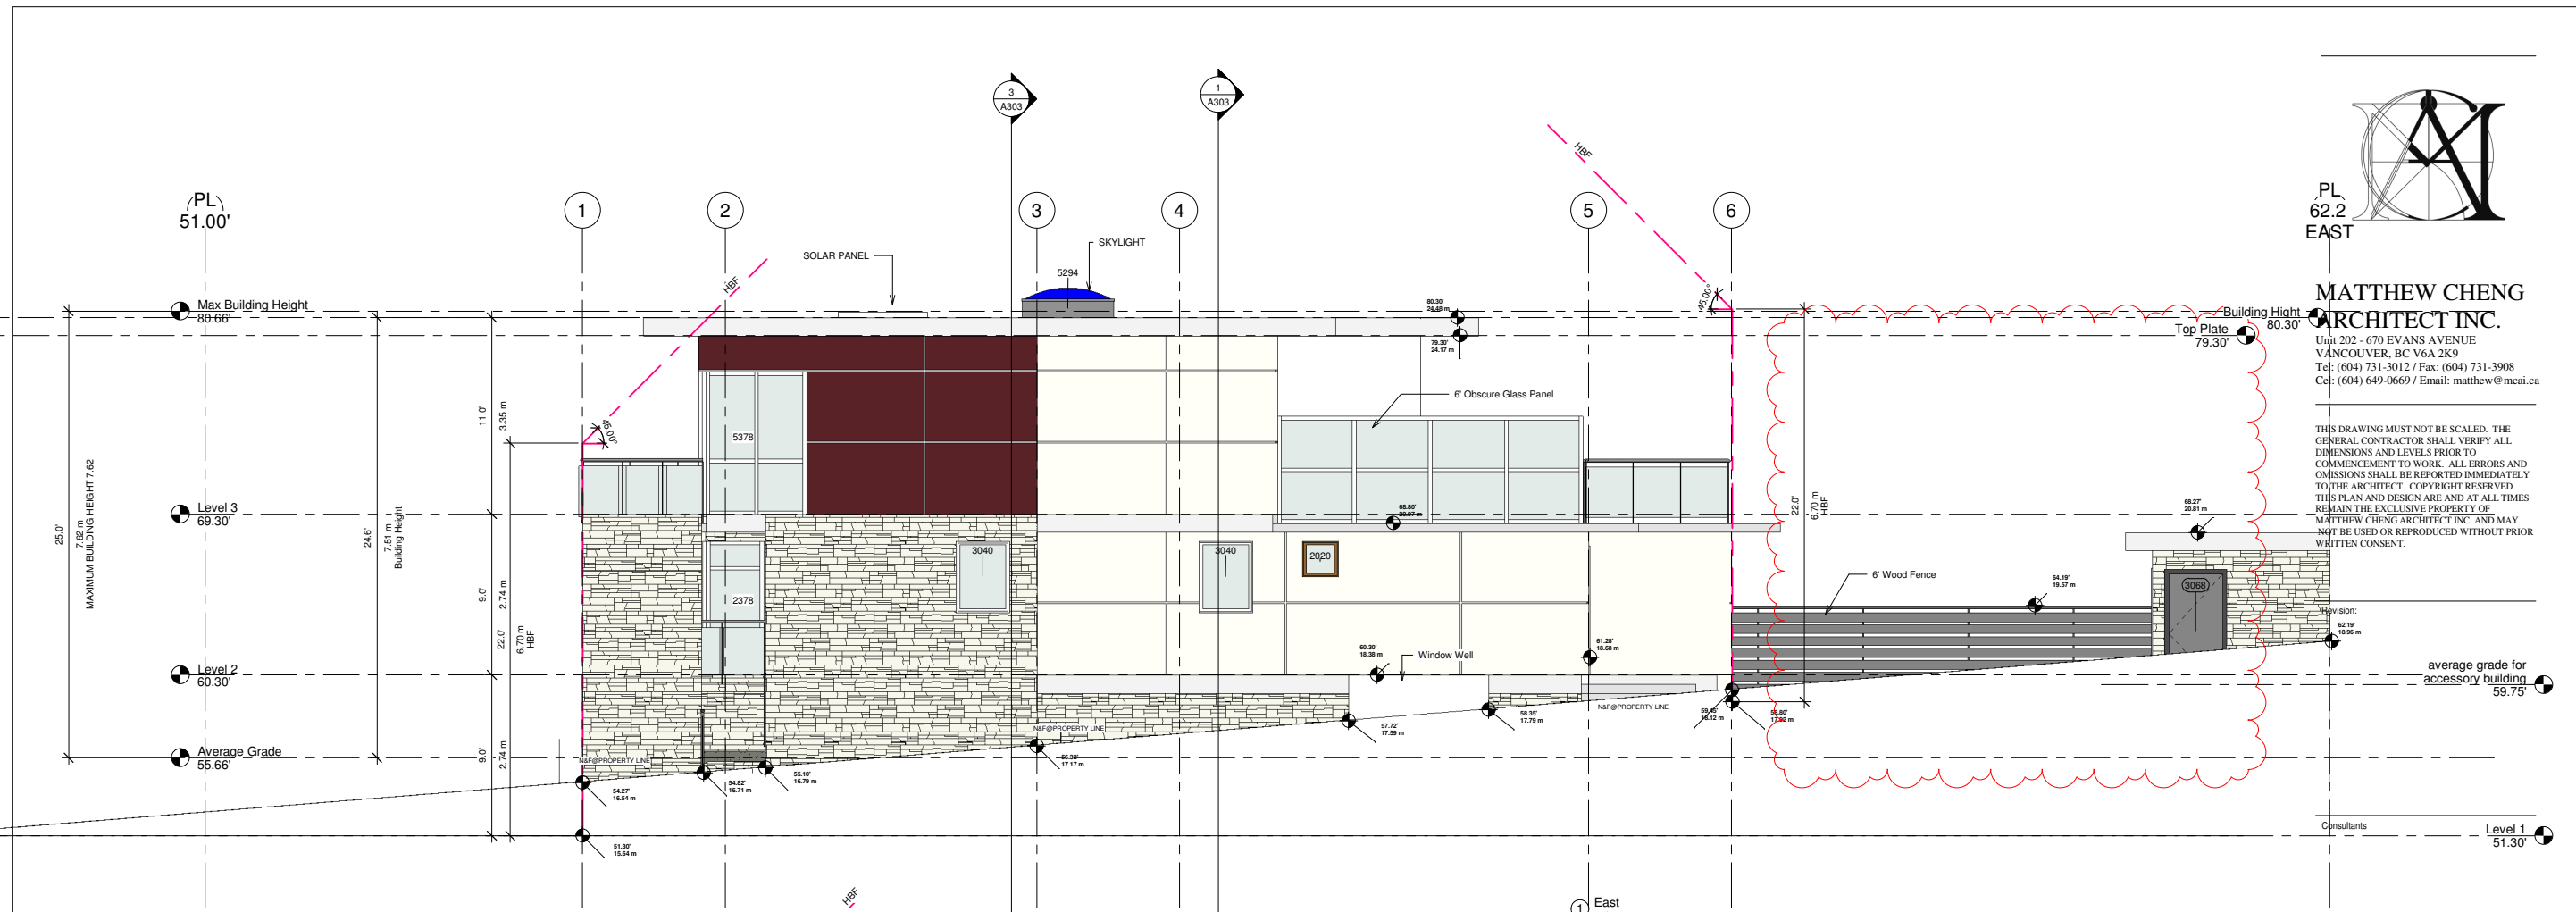 3
A303
1
A303
HBF
PL
51.00'
1
2
3
4
5
6
PL
62.2
EAST
SOLAR PANEL
SKYLIGHT
5294
HBF
45.00°
Max Building Height
80.66'
80.30'
24.48 m
79.30'
24.17 m
Building Hight
80.30'
Top Plate
79.30'
MATTHEW CHENG
ARCHITECT INC.
Unit 202 - 670 EVANS AVENUE
VANCOUVER, BC V6A 2K9
Tel: (604) 731-3012 / Fax: (604) 731-3908
Cel: (604) 649-0669 / Email: matthew@mcai.ca
THIS DRAWING MUST NOT BE SCALED. THE
GENERAL CONTRACTOR SHALL VERIFY ALL
DIMENSIONS AND LEVELS PRIOR TO
COMMENCEMENT TO WORK. ALL ERRORS AND
OMISSIONS SHALL BE REPORTED IMMEDIATELY
TO THE ARCHITECT. COPYRIGHT RESERVED.
THIS PLAN AND DESIGN ARE AND AT ALL TIMES
REMAIN THE EXCLUSIVE PROPERTY OF
MATTHEW CHENG ARCHITECT INC. AND MAY
NOT BE USED OR REPRODUCED WITHOUT PRIOR
WRITTEN CONSENT.
11.0'
3.35 m
45.00°
5378
6' Obscure Glass Panel
25.0'
7.62 m
MAXIMUM BUILDING HEIGHT 7.62
24.6'
7.51 m
Building Height
Level 3
69.30'
68.80'
20.97 m
22.0'
6.70 m
HBF
68.27'
20.81 m
3040
3040
2020
2378
9.0'
2.74 m
22.0'
6.70 m
HBF
6' Wood Fence
64.19'
19.57 m
3068
Revision:
62.19'
18.96 m
Level 2
60.30'
60.30'
18.38 m
Window Well
61.28'
18.68 m
average grade for
accessory building
59.75'
9.0'
2.74 m
Average Grade
55.66'
N&F@PROPERTY LINE
N&F@PROPERTY LINE
N&F@PROPERTY LINE
54.27'
16.54 m
54.82'
16.71 m
55.10'
16.79 m
17.17 m
57.72'
17.59 m
58.35'
17.79 m
59.45'
18.12 m
58.80'
17.92 m
51.30'
15.64 m
Consultants
Level 1
51.30'
HBF
1
East